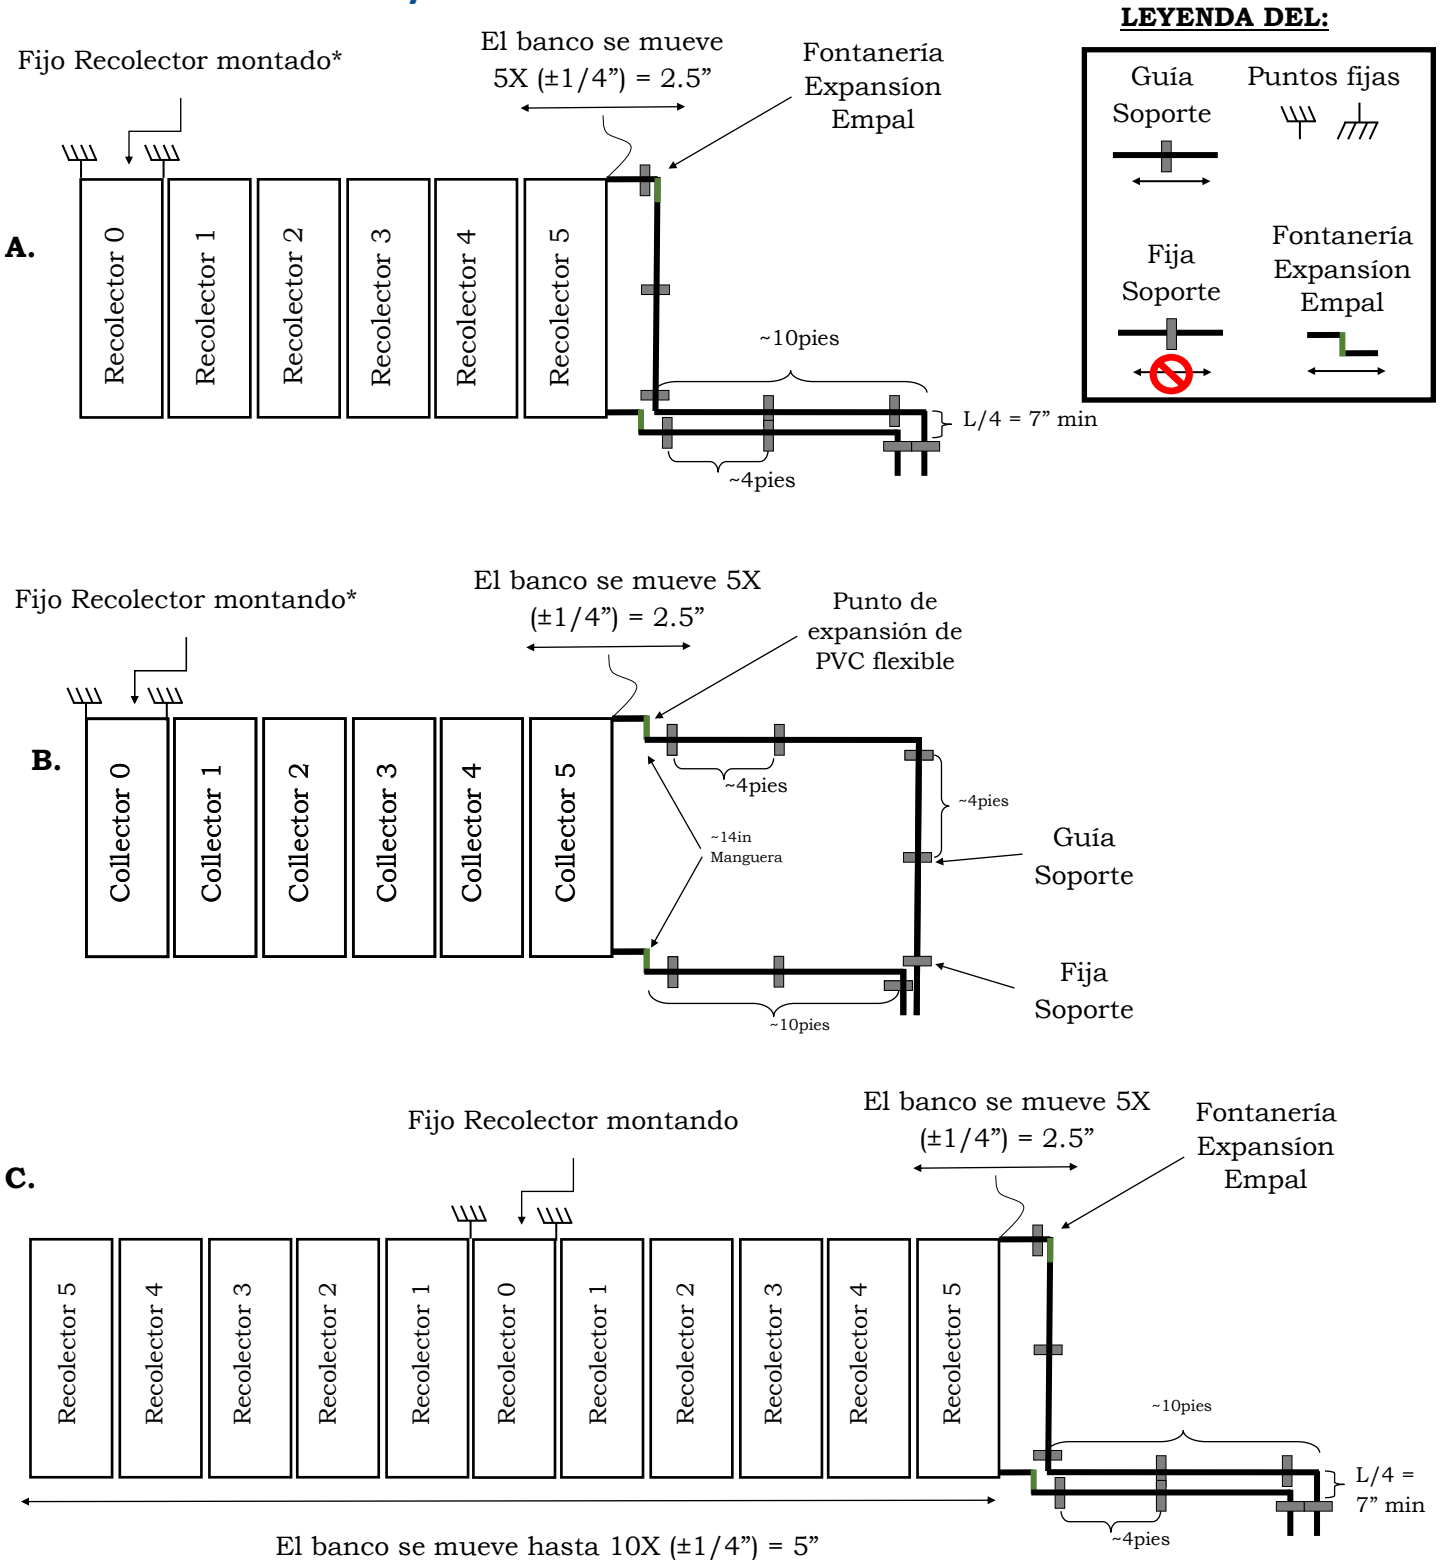 LEYENDA DEL:
Guía
Soporte
Puntos fijas
Fija
Soporte
Fontanería
Expansíon
Empal
A.
Fijo Recolector montado*
El banco se mueve
5X (±1/4”) = 2.5”
Fontanería
Expansíon
Empal
Recolector 0
Recolector 1
Recolector 2
Recolector 3
Recolector 4
Recolector 5
~10pies
L/4 = 7” min
~4pies
B.
Fijo Recolector montando*
El banco se mueve 5X
(±1/4”) = 2.5”
Punto de
expansión de
PVC flexible
Collector 0
Collector 1
Collector 2
Collector 3
Collector 4
Collector 5
~4pies
~4pies
~14in
Manguera
Guía
Soporte
Fija
Soporte
~10pies
C.
Fijo Recolector montando
El banco se mueve 5X
(±1/4”) = 2.5”
Fontanería
Expansíon
Empal
Recolector 5
Recolector 4
Recolector 3
Recolector 2
Recolector 1
Recolector 0
Recolector 1
Recolector 2
Recolector 3
Recolector 4
Recolector 5
~10pies
L/4 =
7” min
~4pies
El banco se mueve hasta 10X (±1/4”) = 5”